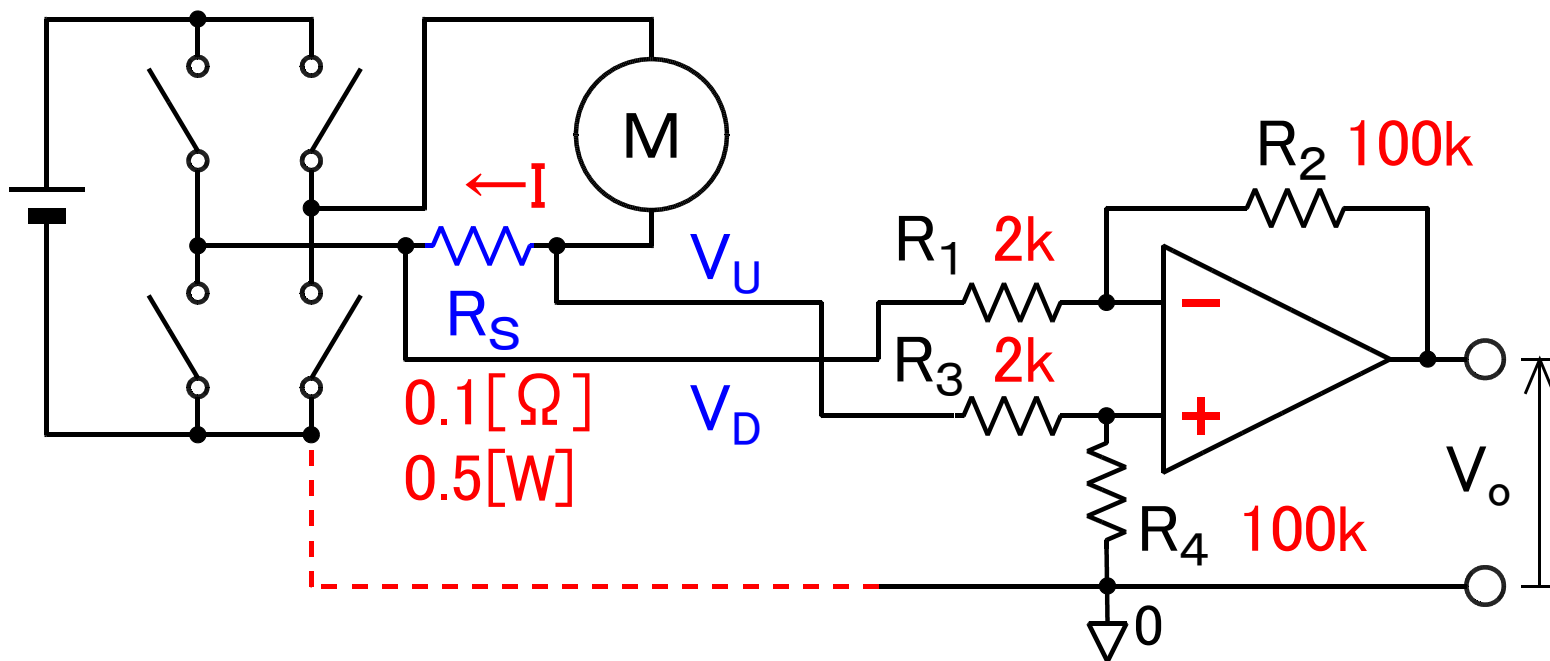 M
←I
R2 100k
R1 2k
VU
RS
R3 2k
0.1[Ω]
VD
0.5[W]
−
+
Vo
R4 100k
0